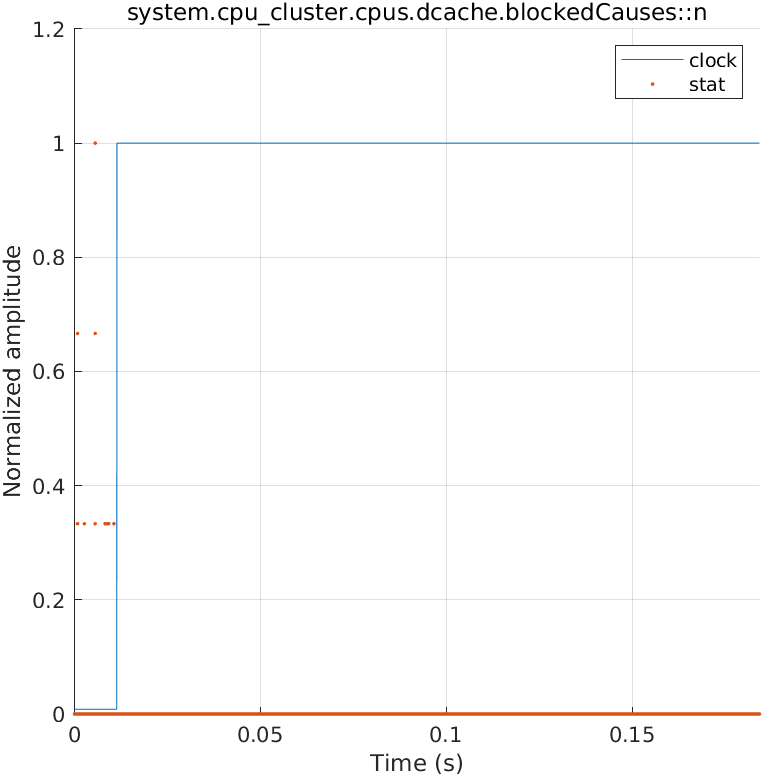 system.cpu_cluster.cpus.dcache.blockedCauses::n
clock
stat
Normalized amplitude
1.2
1
0.8
0.6
0.4
0.2
0
0
0.05
0.1
0.15
Time (s)